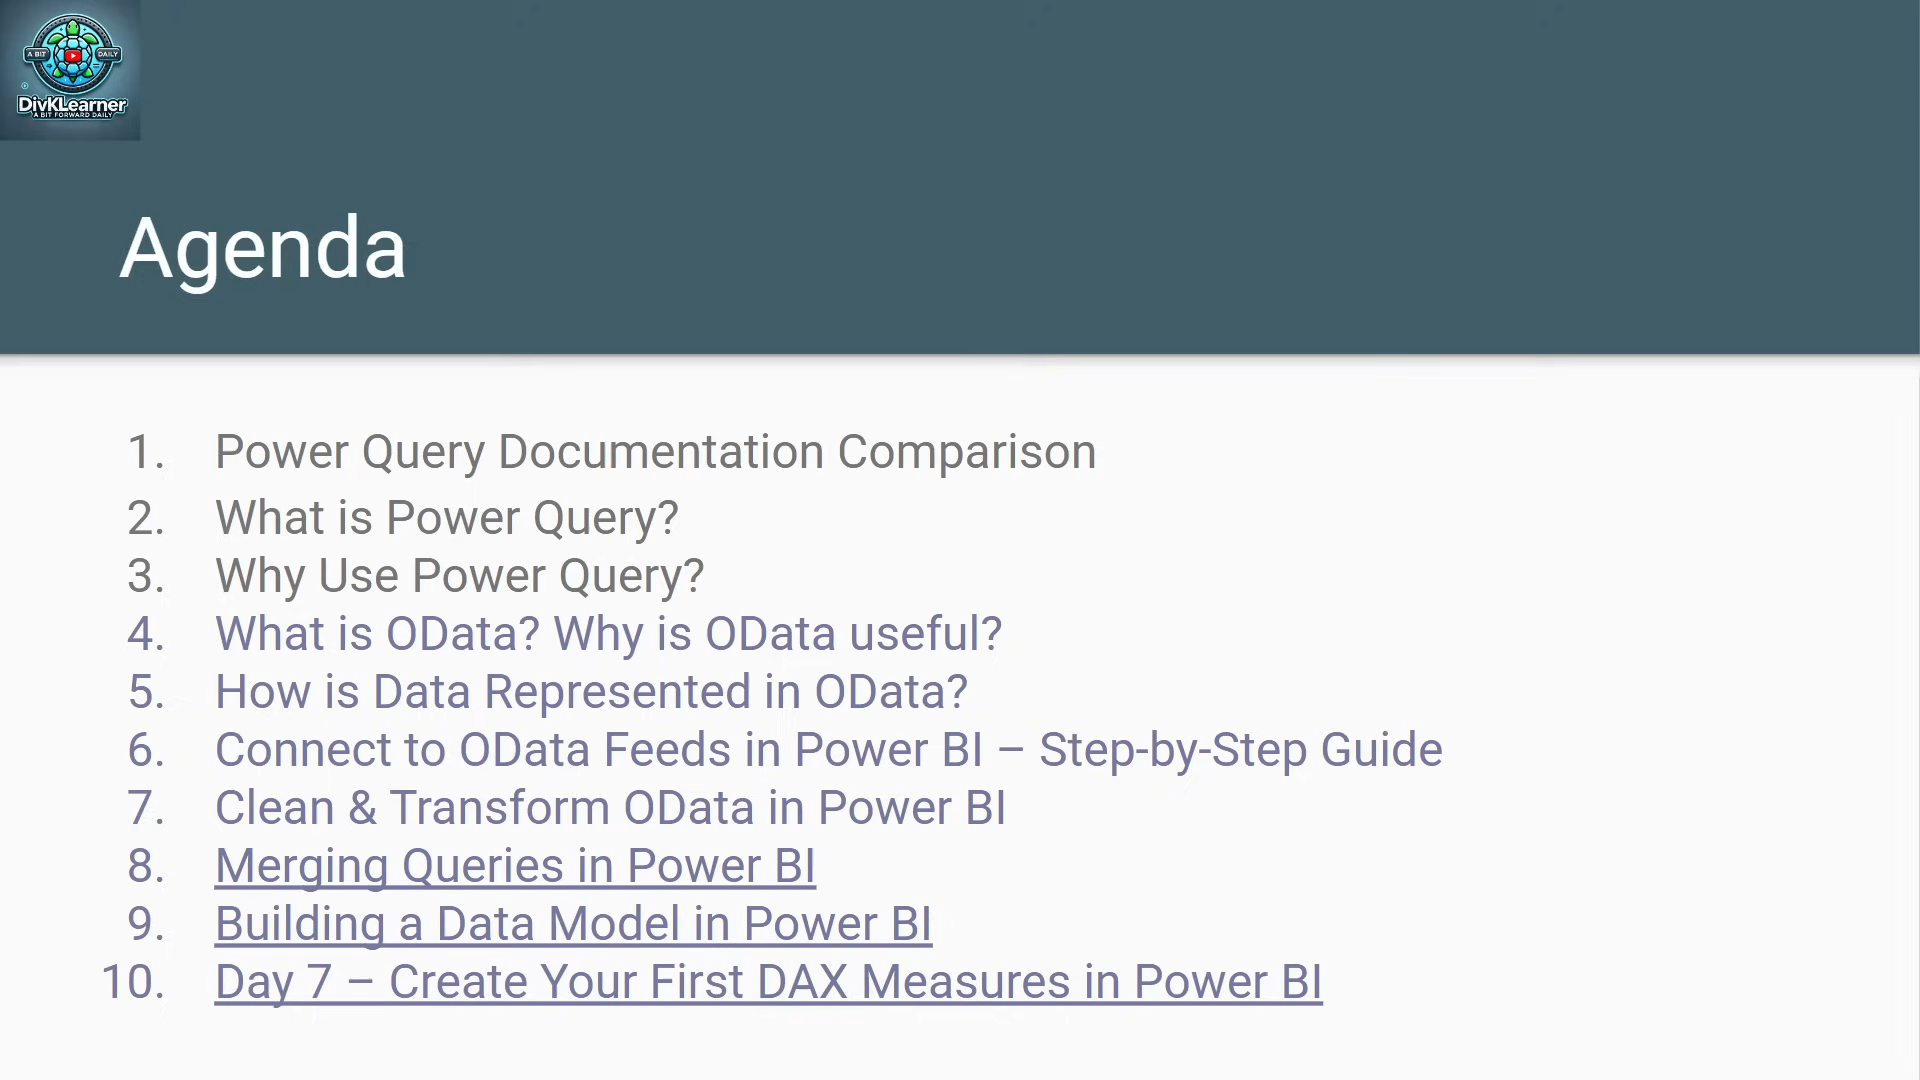 A BIT
DAILY
DivKLearner
A BIT FORWARD DAILY
Agenda
1. Power Query Documentation Comparison
2. What is Power Query?
3. Why Use Power Query?
4. What is OData? Why is OData useful?
5. How is Data Represented in OData?
6. Connect to OData Feeds in Power BI – Step-by-Step Guide
7. Clean & Transform OData in Power BI
8. Merging Queries in Power BI
9. Building a Data Model in Power BI
10. Day 7 – Create Your First DAX Measures in Power BI